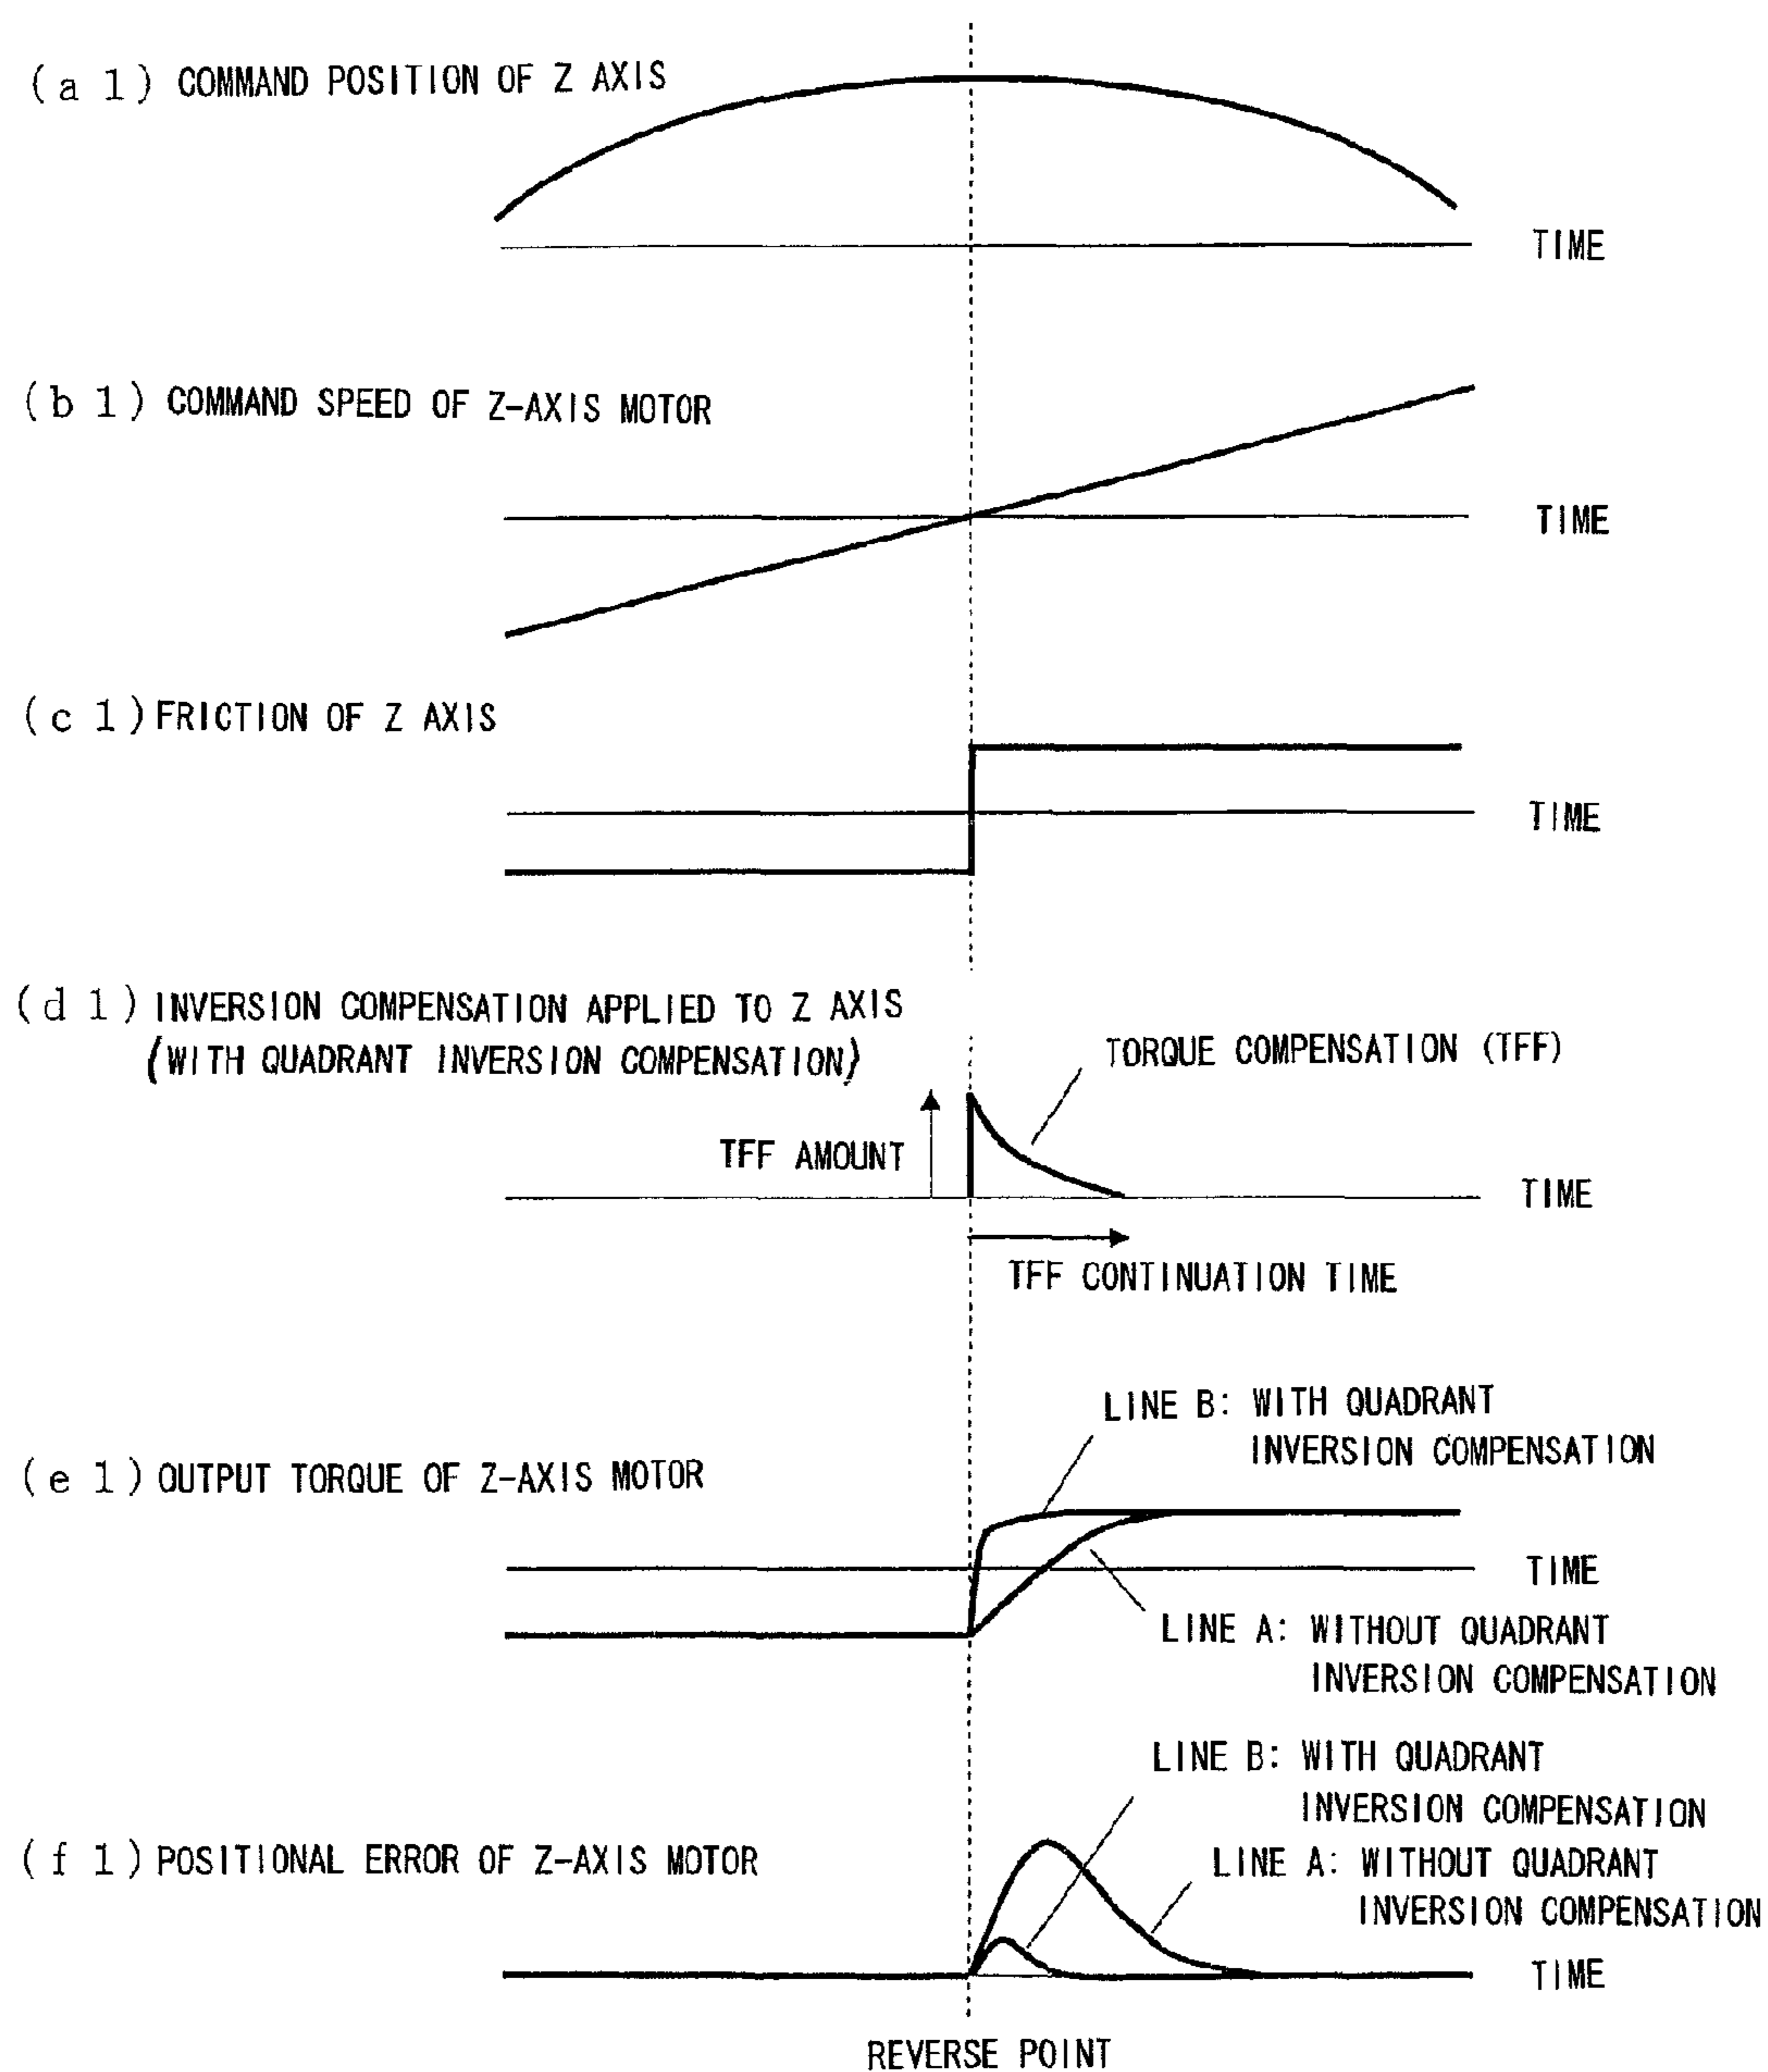 (a 1) COMMAND POSITION OF Z AXIS
TIME
(b 1) COMMAND SPEED OF Z-AXIS MOTOR
TIME
(c 1) FRICTION OF Z AXIS
TIME
(d 1) INVERSION COMPENSATION APPLIED TO Z AXIS
(WITH QUADRANT INVERSION COMPENSATION)
TORQUE COMPENSATION (TFF)
TFF AMOUNT
TIME
TFF CONTINUATION TIME
LINE B: WITH QUADRANT
INVERSION COMPENSATION
(e 1) OUTPUT TORQUE OF Z-AXIS MOTOR
TIME
LINE A: WITHOUT QUADRANT
INVERSION COMPENSATION
LINE B: WITH QUADRANT
INVERSION COMPENSATION
(f 1) POSITIONAL ERROR OF Z-AXIS MOTOR
LINE A: WITHOUT QUADRANT
INVERSION COMPENSATION
TIME
REVERSE POINT